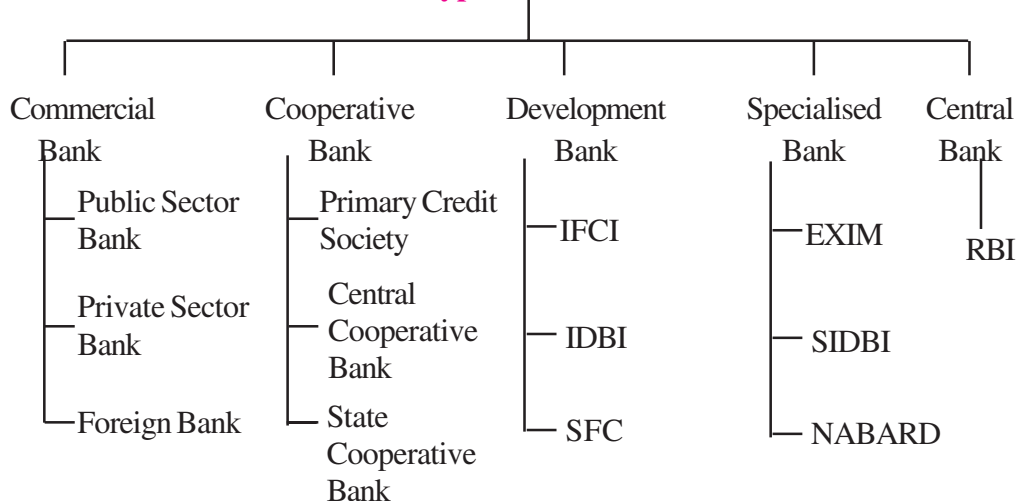 Commercial Bank
Public Sector Bank
Private Sector Bank
Foreign Bank
Cooperative Bank
Primary Credit Society
Central Cooperative Bank
State Cooperative Bank
Development Bank
IFCI
IDBI
SFC
Specialised Bank
EXIM
SIDBI
NABARD
Central Bank
RBI